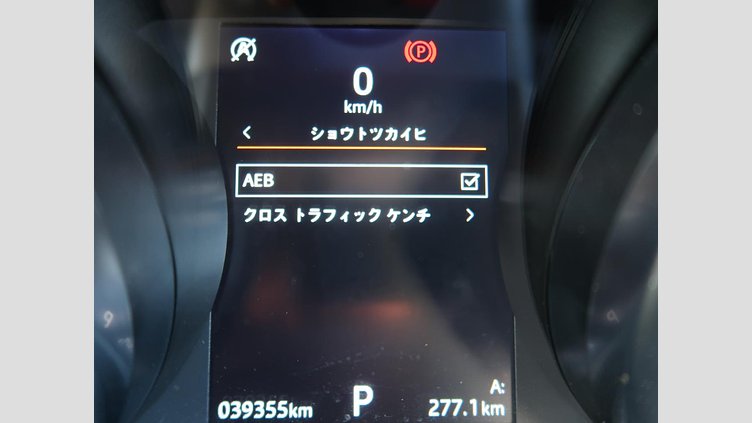 P
0
km/h
< ショウトツカイヒ
AEB
クロス トラフィック ケンチ >
A:
039355km P 277.1km
9